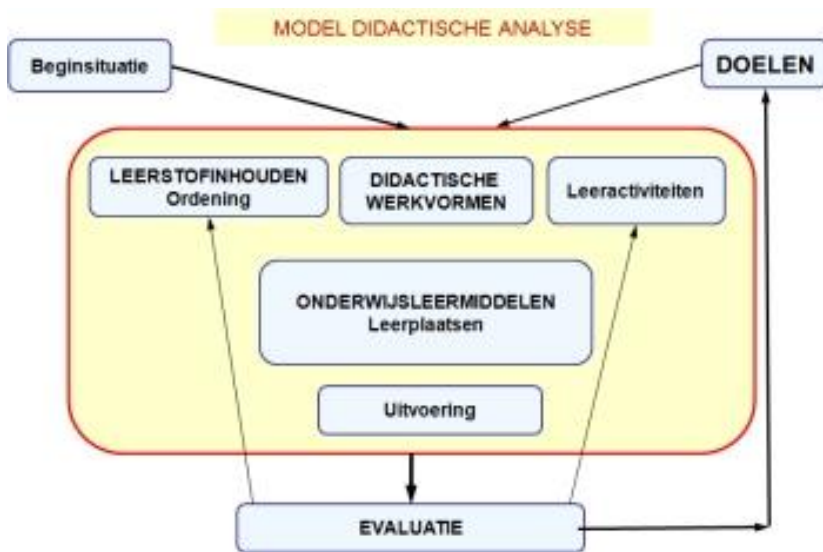 MODEL DIDACTISCHE ANALYSE
Beginsituatie
DOELEN
LEERSTOFINHOUDEN
Ordening
DIDACTISCHE
WERKVORMEN
Leeractiviteiten
ONDERWIJSLEERMIDDELEN
Leerplaatsen
Uitvoering
EVALUATIE